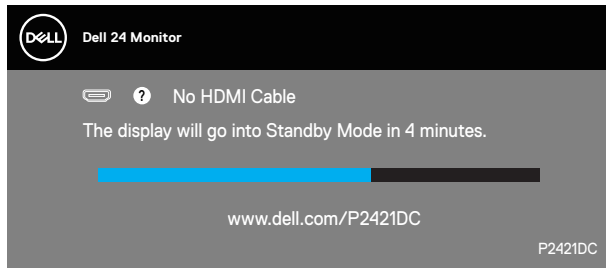 DELL
Dell 24 Monitor
? No HDMI Cable
The display will go into Standby Mode in 4 minutes.
www.dell.com/P2421DC
P2421DC